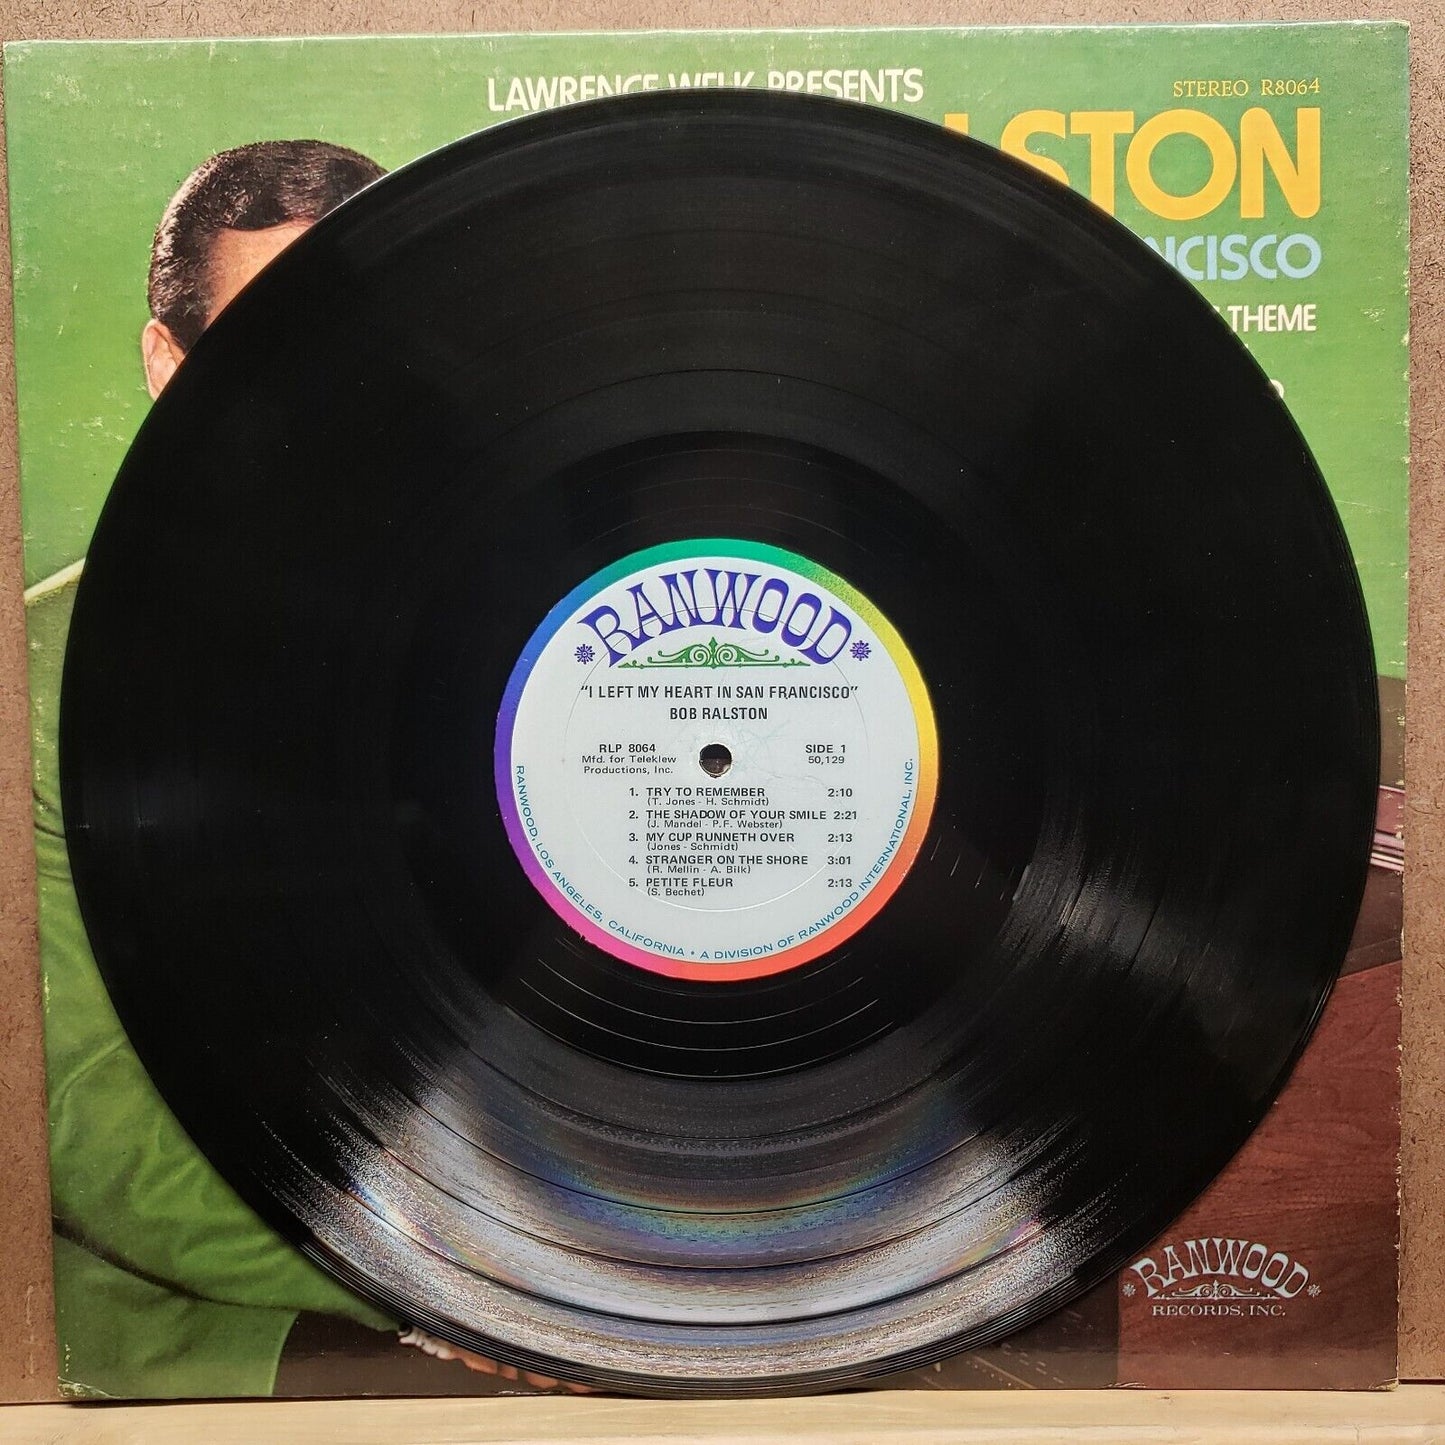 LAWRENCE WELK PRESENTS
STEREO R8064
LSTON
NCISCO
THEME
RANWOOD
"I LEFT MY HEART IN SAN FRANCISCO"
BOB RALSTON
RLP 8064
Mfd. for Teleklew
Productions, Inc.
SIDE 1
50,129
1. TRY TO REMEMBER 2:10
(T. Jones - H. Schmidt)
2. THE SHADOW OF YOUR SMILE 2:21
(J. Mandel - P.F. Webster)
3. MY CUP RUNNETH OVER 2:13
(Jones - Schmidt)
4. STRANGER ON THE SHORE 3:01
(R. Mellin - A. Bilk)
5. PETITE FLEUR 2:13
(S. Bechet)
RANWOOD, LOS ANGELES, CALIFORNIA • A DIVISION OF RANWOOD INTERNATIONAL, INC.
RANWOOD
RECORDS, INC.